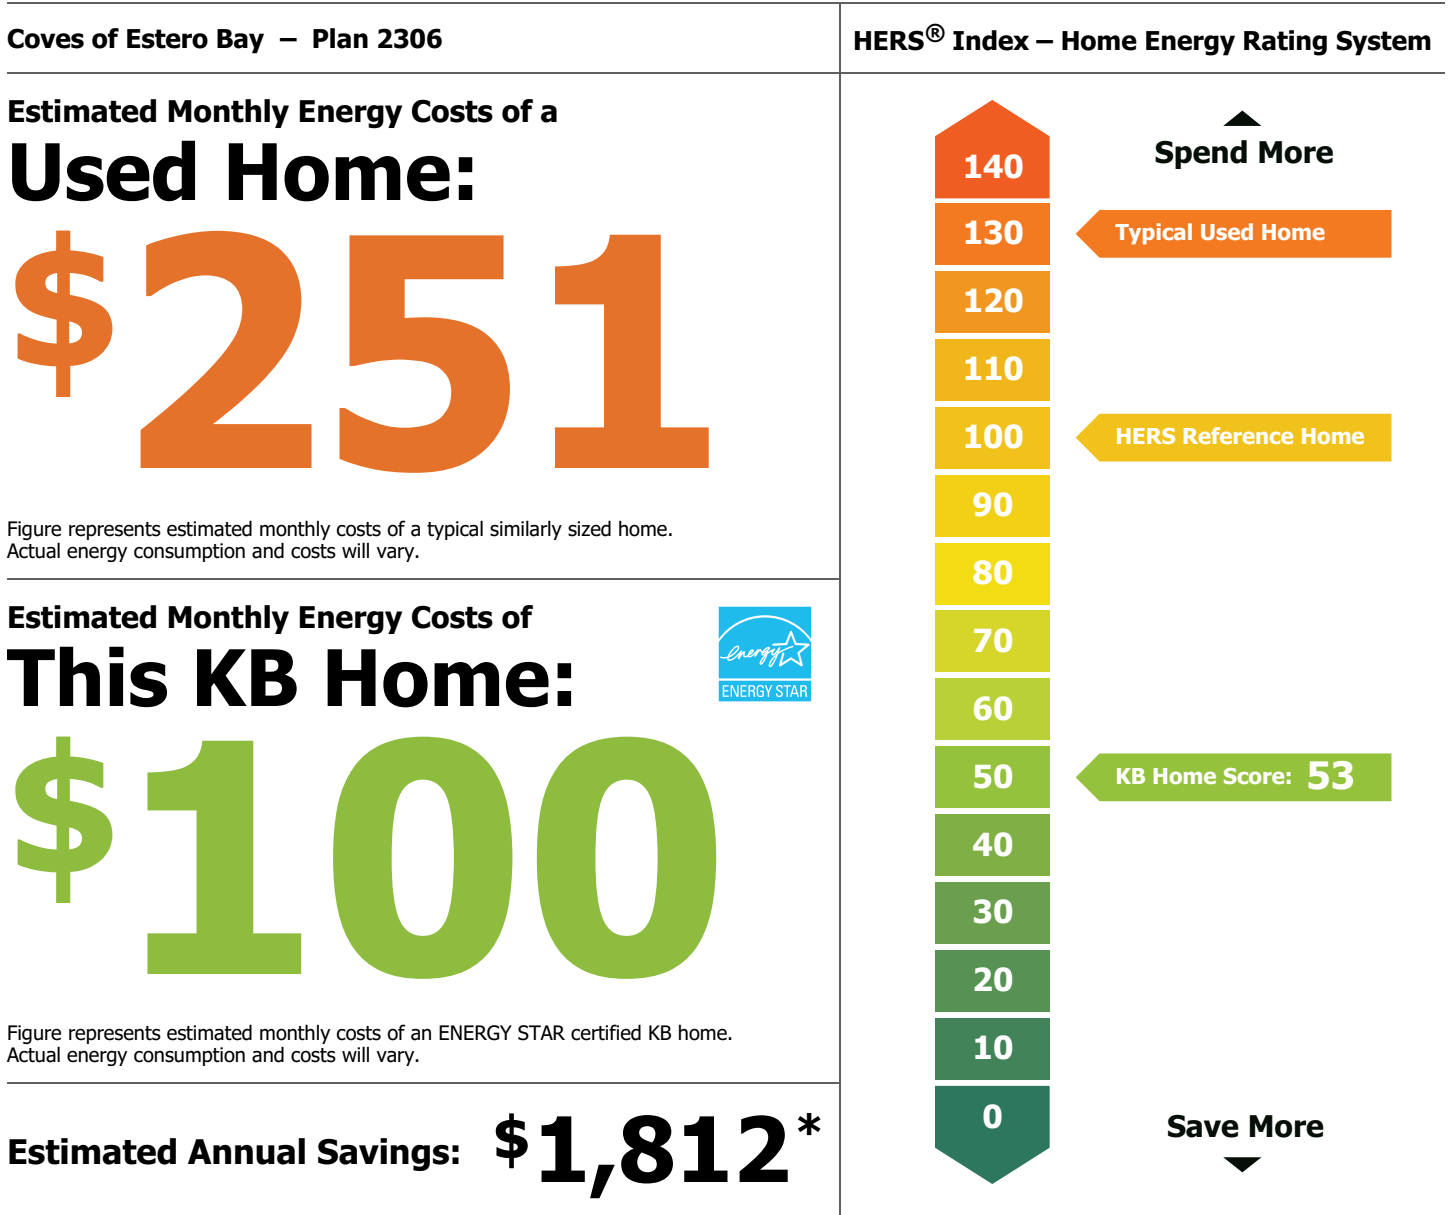 Coves of Estero Bay – Plan 2306
Estimated Monthly Energy Costs of a
Used Home:
$251
Figure represents estimated monthly costs of a typical similarly sized home.
Actual energy consumption and costs will vary.
Estimated Monthly Energy Costs of
This KB Home:
energy
ENERGY STAR
$100
Figure represents estimated monthly costs of an ENERGY STAR certified KB home.
Actual energy consumption and costs will vary.
Estimated Annual Savings: $1,812*
HERS® Index – Home Energy Rating System
Spend More
140
130
Typical Used Home
120
110
100
HERS Reference Home
90
80
70
60
50
KB Home Score: 53
40
30
20
10
0
Save More